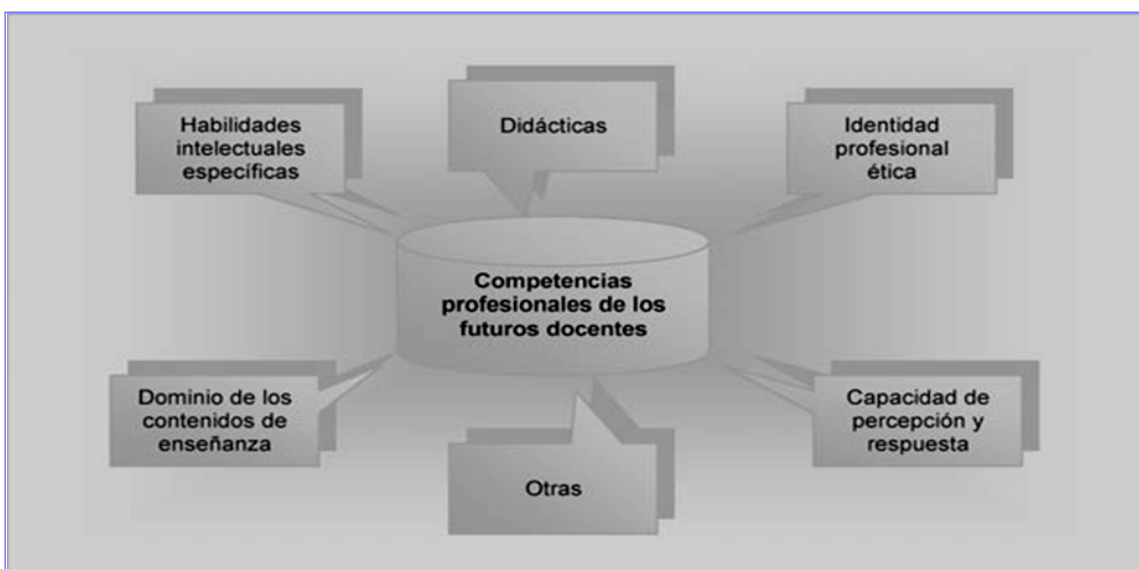 Habilidades
intelectuales
específicas
Didácticas
Identidad
profesional
ética
Competencias
profesionales de los
futuros docentes
Dominio de los
contenidos de
enseñanza
Otras
Capacidad de
percepción y
respuesta